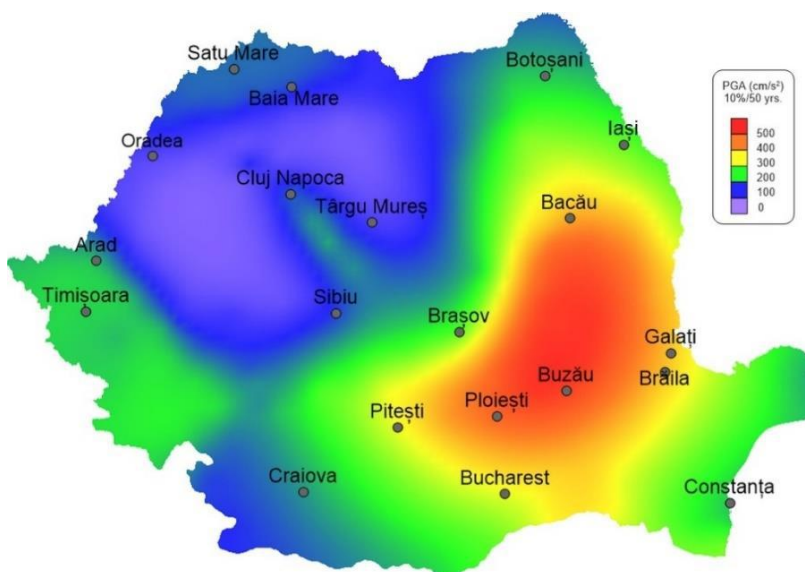 Satu Mare
Baia Mare
Botoșani
PGA (cm/s²)
10%/50 yrs.
500
400
300
200
100
0
Iași
Oradea
Cluj Napoca
Târgu Mureș
Bacău
Arad
Timișoara
Sibiu
Brașov
Galați
Brăila
Buzău
Ploiești
Pitești
Craiova
Bucharest
Constanța